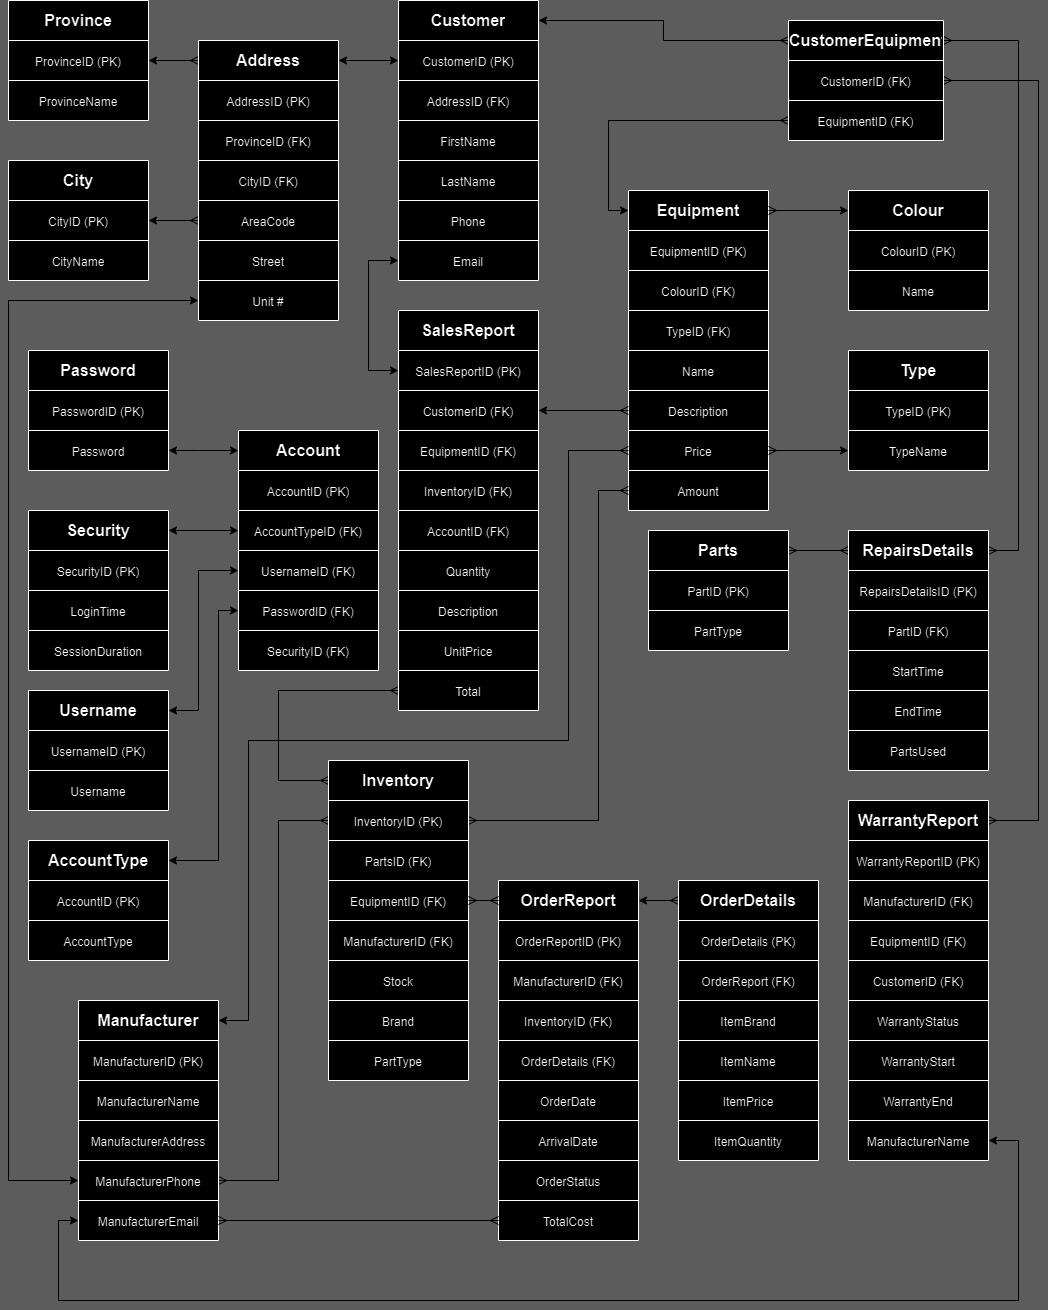 Province
ProvinceID (PK)
ProvinceName
City
CityID (PK)
CityName
Address
AddressID (PK)
ProvinceID (FK)
CityID (FK)
AreaCode
Street
Unit #
Customer
CustomerID (PK)
AddressID (FK)
FirstName
LastName
Phone
Email
CustomerEquipmen
CustomerID (FK)
EquipmentID (FK)
Equipment
EquipmentID (PK)
ColourID (FK)
TypeID (FK)
Name
Description
Price
Amount
Colour
ColourID (PK)
Name
Type
TypeID (PK)
TypeName
SalesReport
SalesReportID (PK)
CustomerID (FK)
EquipmentID (FK)
InventoryID (FK)
AccountID (FK)
Quantity
Description
UnitPrice
Total
Password
PasswordID (PK)
Password
Account
AccountID (PK)
AccountTypeID (FK)
UsernameID (FK)
PasswordID (FK)
SecurityID (FK)
Security
SecurityID (PK)
LoginTime
SessionDuration
Username
UsernameID (PK)
Username
AccountType
AccountID (PK)
AccountType
Parts
PartID (PK)
PartType
RepairsDetails
RepairsDetailsID (PK)
PartID (FK)
StartTime
EndTime
PartsUsed
Inventory
InventoryID (PK)
PartsID (FK)
EquipmentID (FK)
ManufacturerID (FK)
Stock
Brand
PartType
OrderReport
OrderReportID (PK)
ManufacturerID (FK)
InventoryID (FK)
OrderDetails (FK)
OrderDate
ArrivalDate
OrderStatus
TotalCost
OrderDetails
OrderDetails (PK)
OrderReport (FK)
ItemBrand
ItemName
ItemPrice
ItemQuantity
WarrantyReport
WarrantyReportID (PK)
ManufacturerID (FK)
EquipmentID (FK)
CustomerID (FK)
WarrantyStatus
WarrantyStart
WarrantyEnd
ManufacturerName
Manufacturer
ManufacturerID (PK)
ManufacturerName
ManufacturerAddress
ManufacturerPhone
ManufacturerEmail